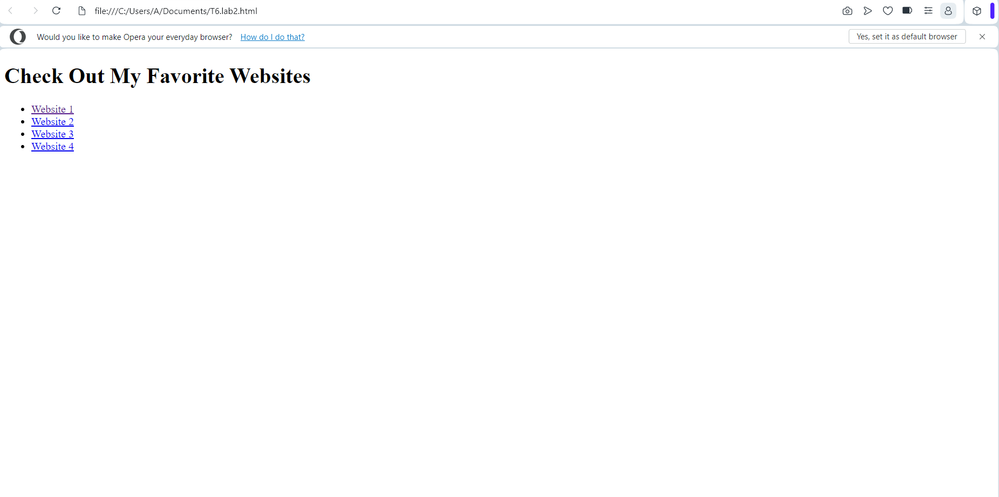 file:///C:/Users/A/Documents/T6.lab2.html
Would you like to make Opera your everyday browser? How do I do that? Yes, set it as default browser
Check Out My Favorite Websites
Website 1
Website 2
Website 3
Website 4